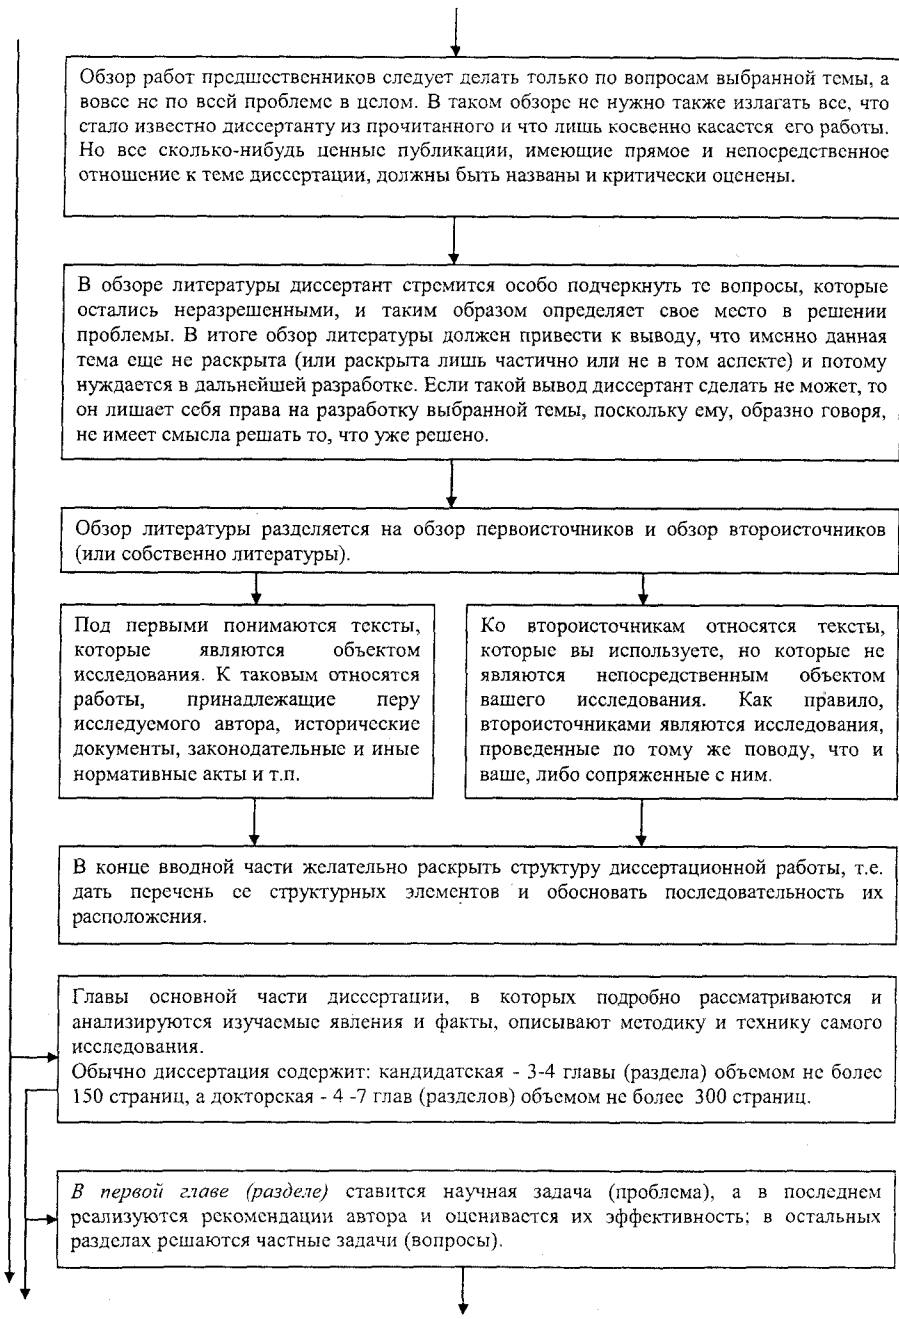 Обзор работ предшественников следует делать только по вопросам выбранной темы, а
вовсе не по всей проблеме в целом. В таком обзоре не нужно также излагать все, что
стало известно диссертанту из прочитанного и что лишь косвенно касается его работы.
Но все сколько-нибудь ценные публикации, имеющие прямое и непосредственное
отношение к теме диссертации, должны быть названы и критически оценены.
В обзоре литературы диссертант стремится особо подчеркнуть те вопросы, которые
остались неразрешенными, и таким образом определяет свое место в решении
проблемы. В итоге обзор литературы должен привести к выводу, что именно данная
тема еще не раскрыта (или раскрыта лишь частично или не в том аспекте) и потому
нуждается в дальнейшей разработке. Если такой вывод диссертант сделать не может, то
он лишает себя права на разработку выбранной темы, поскольку ему, образно говоря,
не имеет смысла решать то, что уже решено.
Обзор литературы разделяется на обзор первоисточников и обзор второисточников
(или собственно литературы).
Под первыми понимаются тексты,
которые являются объектом
исследования. К таковым относятся
работы, принадлежащие перу
исследуемого автора, исторические
документы, законодательные и иные
нормативные акты и т.п.
Ко второисточникам относятся тексты,
которые вы используете, но которые не
являются непосредственным объектом
вашего исследования. Как правило,
второисточниками являются исследования,
проведенные по тому же поводу, что и
ваше, либо сопряженные с ним.
В конце вводной части желательно раскрыть структуру диссертационной работы, т.е.
дать перечень ее структурных элементов и обосновать последовательность их
расположения.
Главы основной части диссертации, в которых подробно рассматриваются и
анализируются изучаемые явления и факты, описывают методику и технику самого
исследования.
Обычно диссертация содержит: кандидатская - 3-4 главы (раздела) объемом не более
150 страниц, а докторская - 4 -7 глав (разделов) объемом не более 300 страниц.
В первой главе (разделе) ставится научная задача (проблема), а в последнем
реализуются рекомендации автора и оценивается их эффективность; в остальных
разделах решаются частные задачи (вопросы).